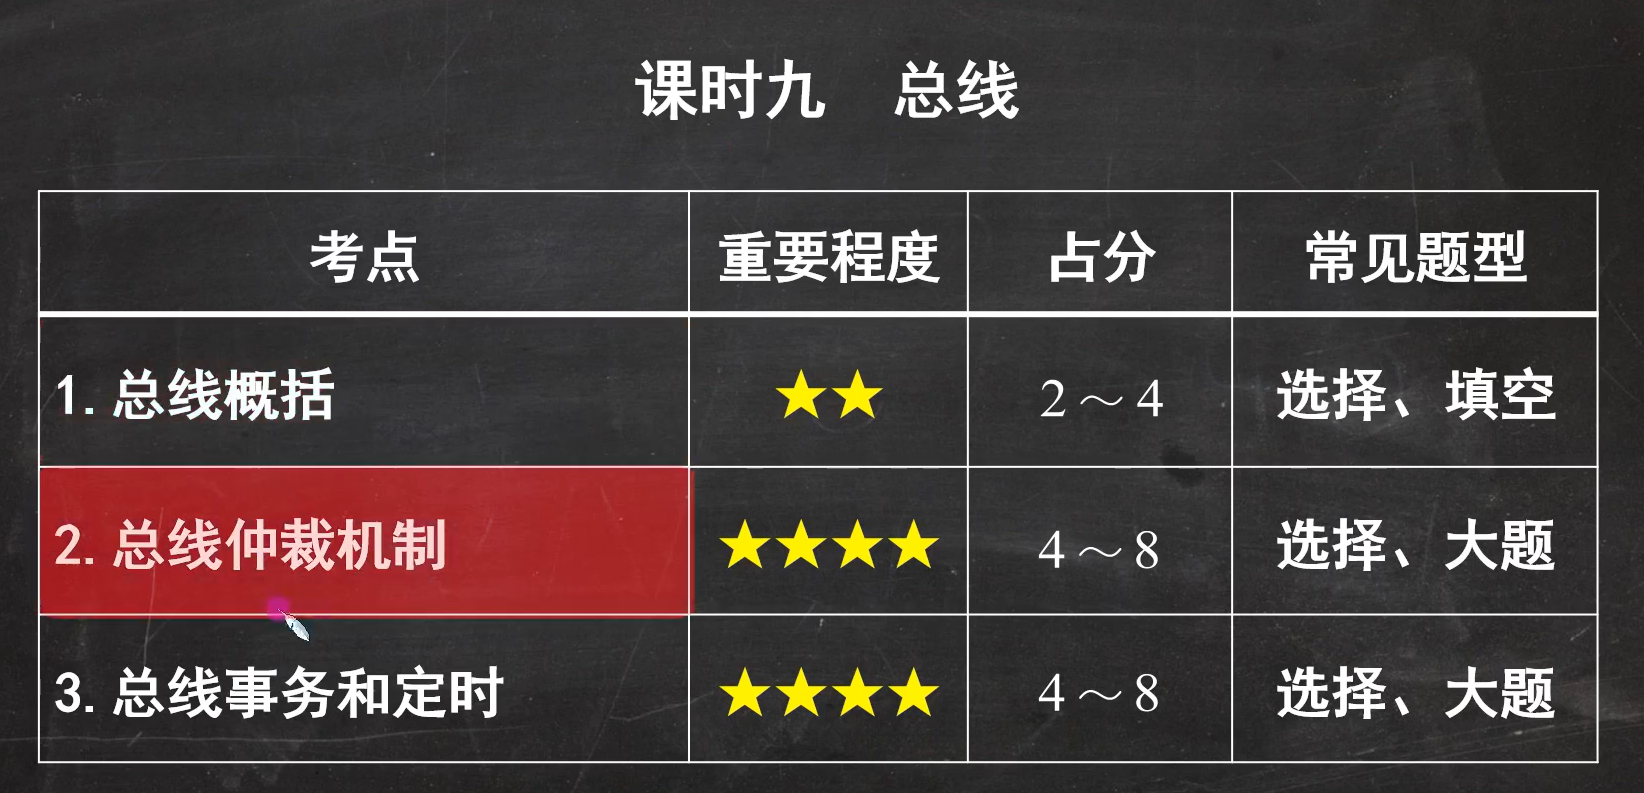 课时九 总线
考点 重要程度 占分 常见题型
1.总线概括 ★★ 2～4 选择、填空
2.总线仲裁机制 ★★★★ 4～8 选择、大题
3.总线事务和定时 ★★★★ 4～8 选择、大题